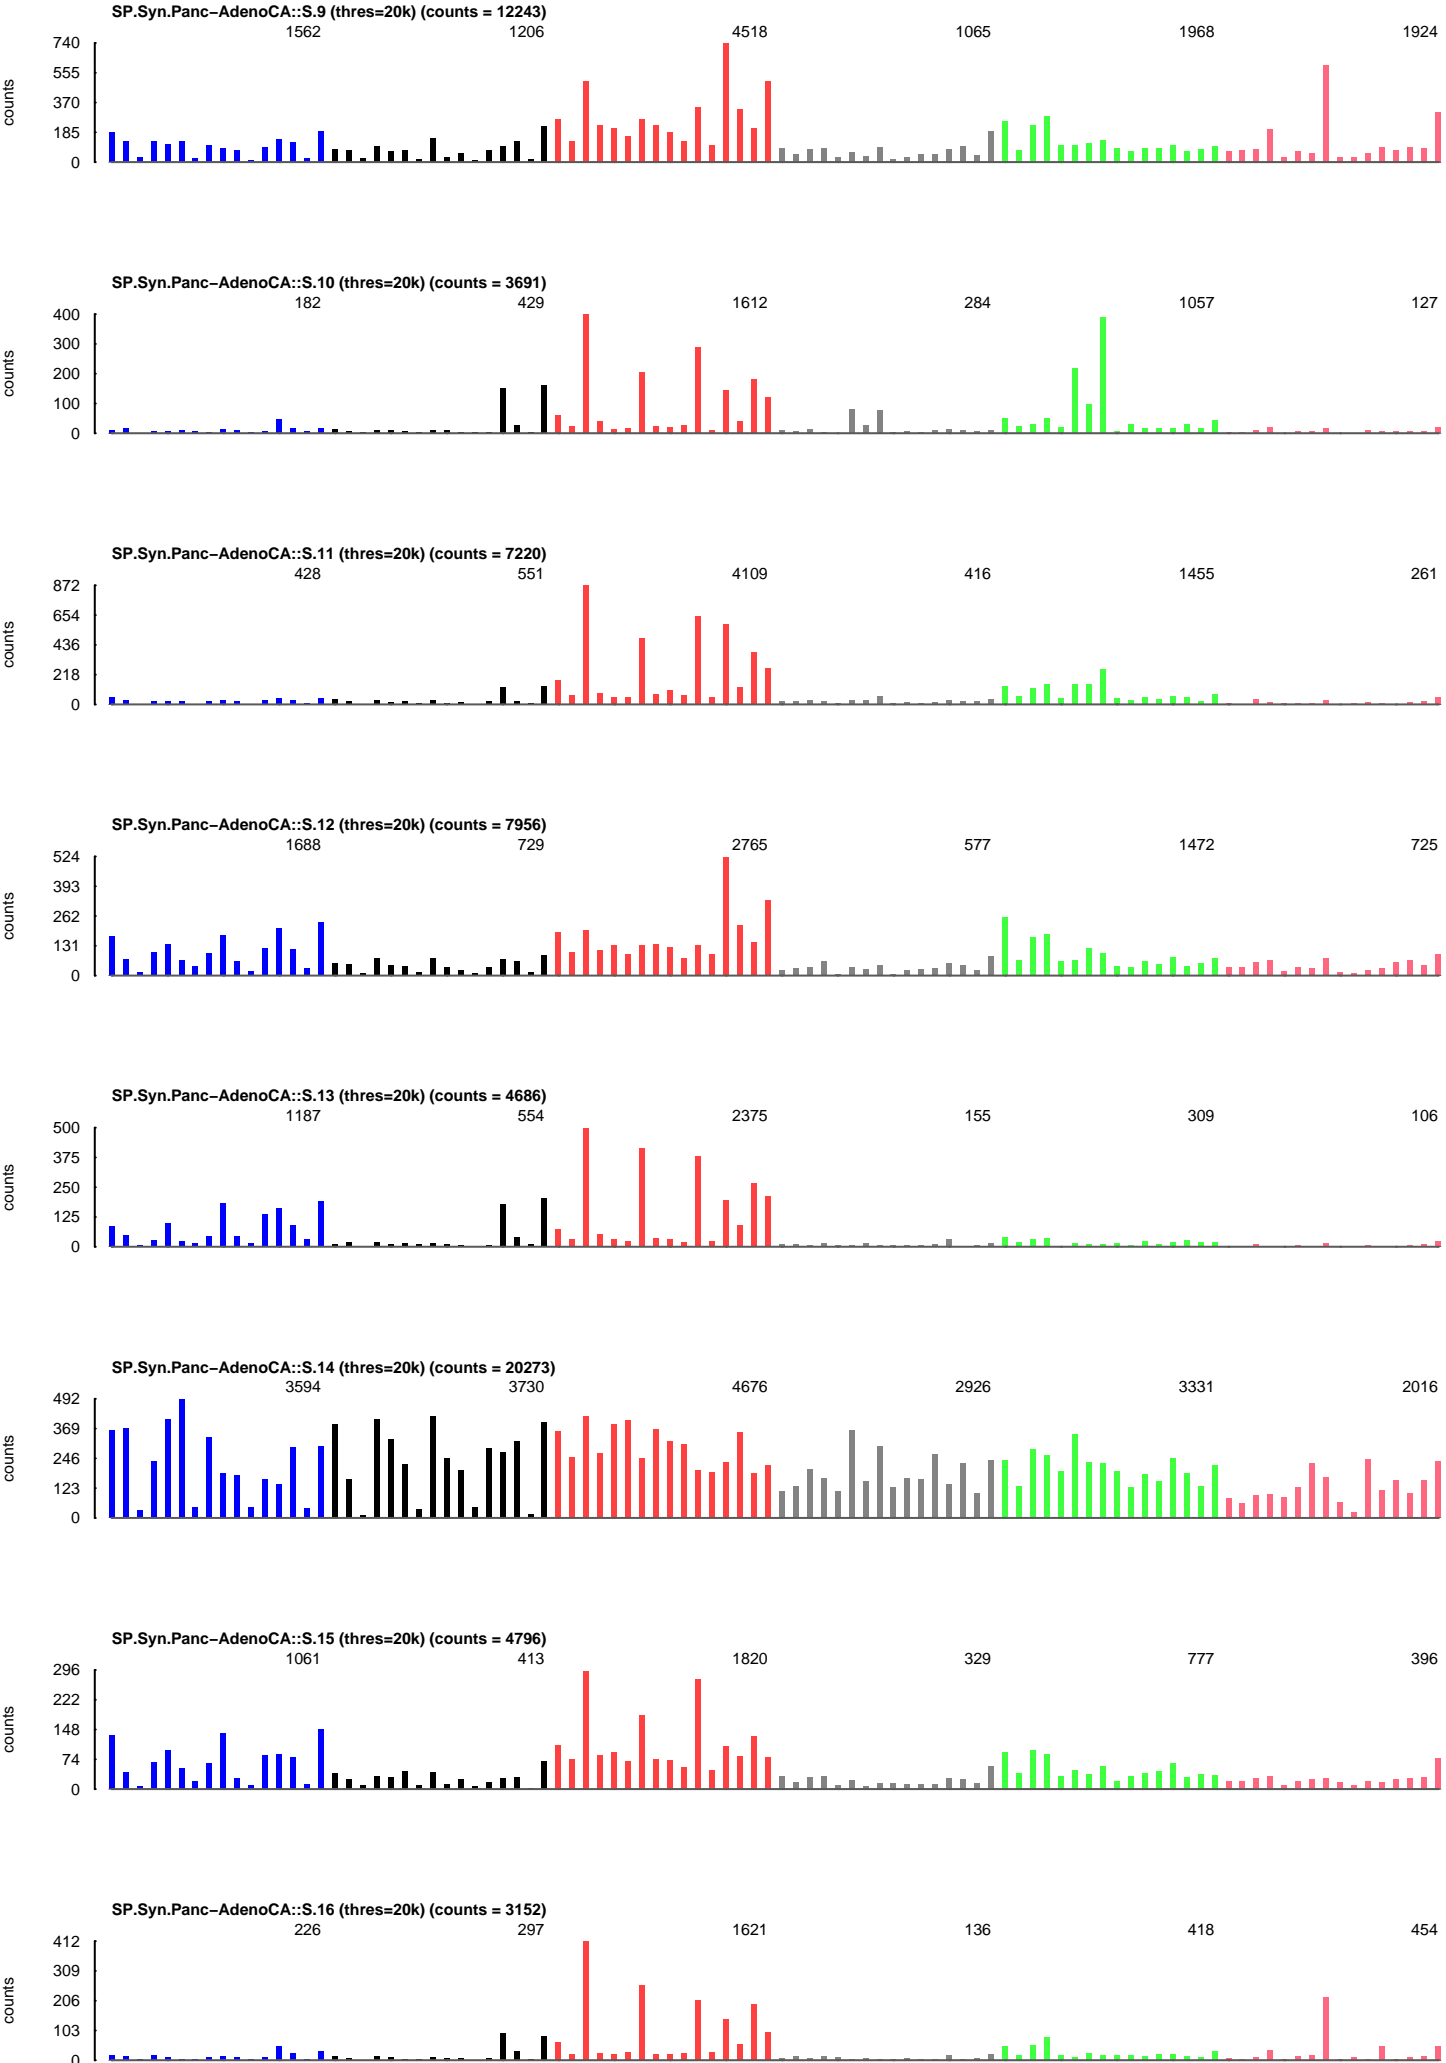 SP.Syn.Panc−AdenoCA::S.9 (thres=20k) (counts = 12243)
1562 1206 4518 1065 1968 1924
740
555
370
185
0
counts
SP.Syn.Panc−AdenoCA::S.10 (thres=20k) (counts = 3691)
182 429 1612 284 1057 127
400
300
200
100
0
counts
SP.Syn.Panc−AdenoCA::S.11 (thres=20k) (counts = 7220)
428 551 4109 416 1455 261
872
654
436
218
0
counts
SP.Syn.Panc−AdenoCA::S.12 (thres=20k) (counts = 7956)
1688 729 2765 577 1472 725
524
393
262
131
0
counts
SP.Syn.Panc−AdenoCA::S.13 (thres=20k) (counts = 4686)
1187 554 2375 155 309 106
500
375
250
125
0
counts
SP.Syn.Panc−AdenoCA::S.14 (thres=20k) (counts = 20273)
3594 3730 4676 2926 3331 2016
492
369
246
123
0
counts
SP.Syn.Panc−AdenoCA::S.15 (thres=20k) (counts = 4796)
1061 413 1820 329 777 396
296
222
148
74
0
counts
SP.Syn.Panc−AdenoCA::S.16 (thres=20k) (counts = 3152)
226 297 1621 136 418 454
412
309
206
103
0
counts